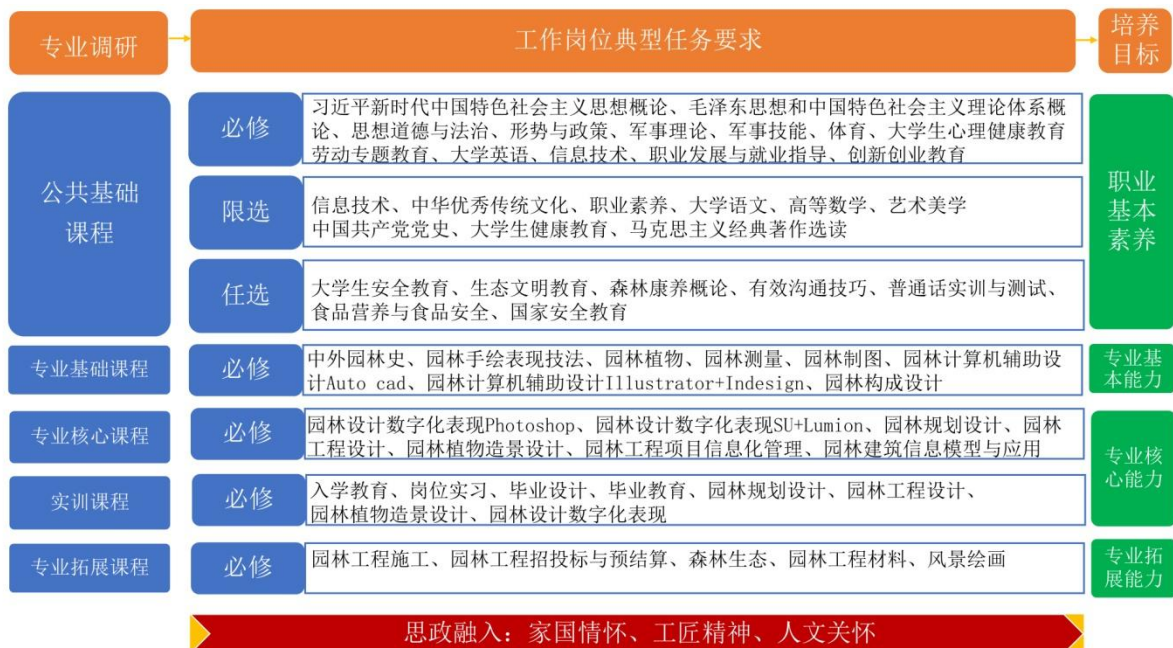 专业调研
工作岗位典型任务要求
培养
目标
公共基础
课程
必修
习近平新时代中国特色社会主义思想概论、毛泽东思想和中国特色社会主义理论体系概
论、思想道德与法治、形势与政策、军事理论、军事技能、体育、大学生心理健康教育
劳动专题教育、大学英语、信息技术、职业发展与就业指导、创新创业教育
限选
信息技术、中华优秀传统文化、职业素养、大学语文、高等数学、艺术美学
中国共产党党史、大学生健康教育、马克思主义经典著作选读
任选
大学生安全教育、生态文明教育、森林康养概论、有效沟通技巧、普通话实训与测试、
食品营养与食品安全、国家安全教育
职业
基本
素养
专业基础课程
必修
中外园林史、园林手绘表现技法、园林植物、园林测量、园林制图、园林计算机辅助设
计Auto cad、园林计算机辅助设计Illustrator+Indesign、园林构成设计
专业基
本能力
专业核心课程
必修
园林设计数字化表现Photoshop、园林设计数字化表现SU+Lumion、园林规划设计、园林
工程设计、园林植物造景设计、园林工程项目信息化管理、园林建筑信息模型与应用
专业核
心能力
实训课程
必修
入学教育、岗位实习、毕业设计、毕业教育、园林规划设计、园林工程设计、
园林植物造景设计、园林设计数字化表现
专业拓展课程
必修
园林工程施工、园林工程招投标与预结算、森林生态、园林工程材料、风景绘画
专业拓
展能力
思政融入：家国情怀、工匠精神、人文关怀